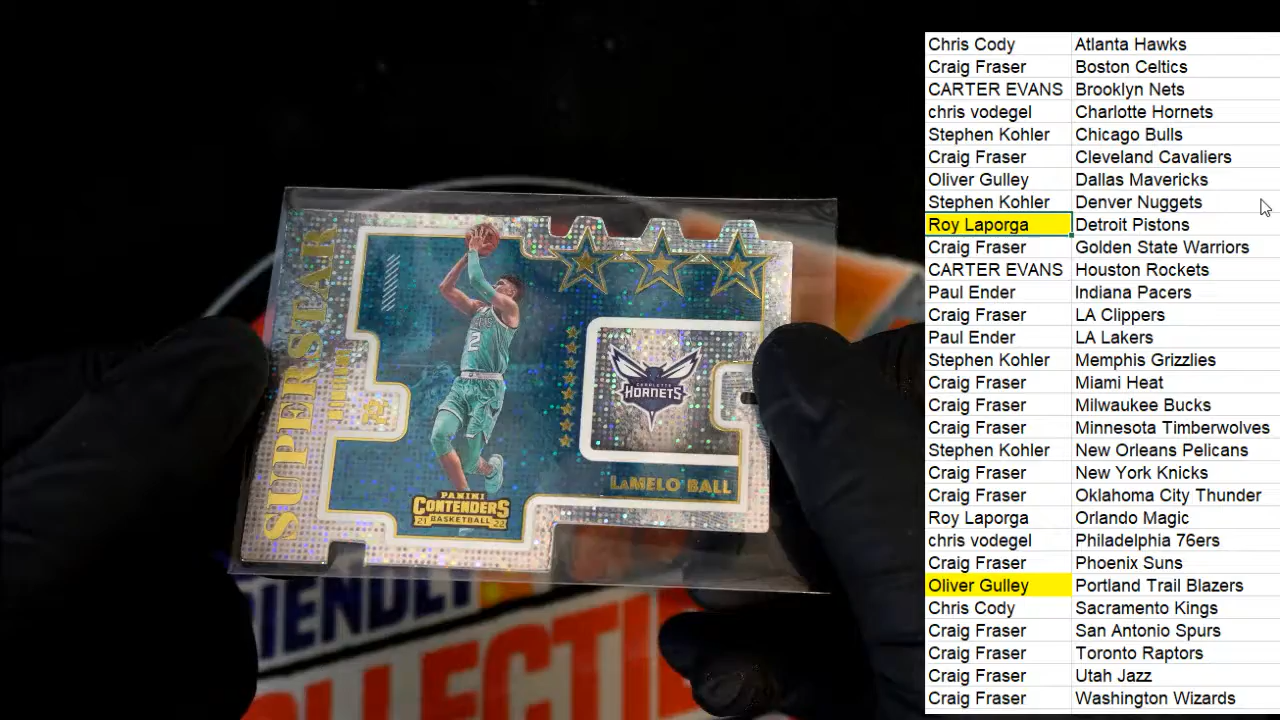 SUPERSTAR
2
CHARLOTTE
HORNETS
LAMELO BALL
PANINI
CONTENDERS
21 BASKETBALL 22
FRIENDLY
COLLECTI
Chris Cody Atlanta Hawks
Craig Fraser Boston Celtics
CARTER EVANS Brooklyn Nets
chris vodegel Charlotte Hornets
Stephen Kohler Chicago Bulls
Craig Fraser Cleveland Cavaliers
Oliver Gulley Dallas Mavericks
Stephen Kohler Denver Nuggets
Roy Laporga Detroit Pistons
Craig Fraser Golden State Warriors
CARTER EVANS Houston Rockets
Paul Ender Indiana Pacers
Craig Fraser LA Clippers
Paul Ender LA Lakers
Stephen Kohler Memphis Grizzlies
Craig Fraser Miami Heat
Craig Fraser Milwaukee Bucks
Craig Fraser Minnesota Timberwolves
Stephen Kohler New Orleans Pelicans
Craig Fraser New York Knicks
Craig Fraser Oklahoma City Thunder
Roy Laporga Orlando Magic
chris vodegel Philadelphia 76ers
Craig Fraser Phoenix Suns
Oliver Gulley Portland Trail Blazers
Chris Cody Sacramento Kings
Craig Fraser San Antonio Spurs
Craig Fraser Toronto Raptors
Craig Fraser Utah Jazz
Craig Fraser Washington Wizards